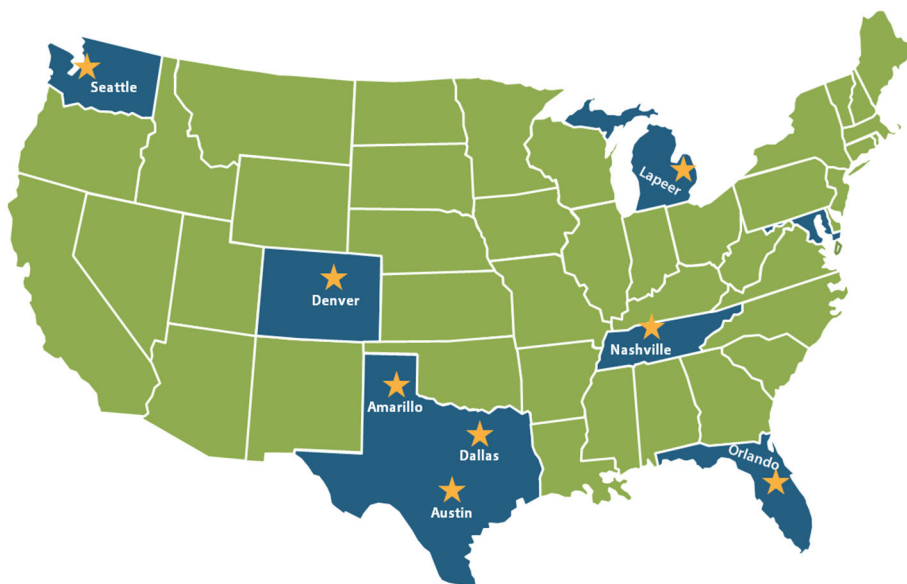 Seattle
Lapeer
Denver
Nashville
Amarillo
Dallas
Orlando
Austin